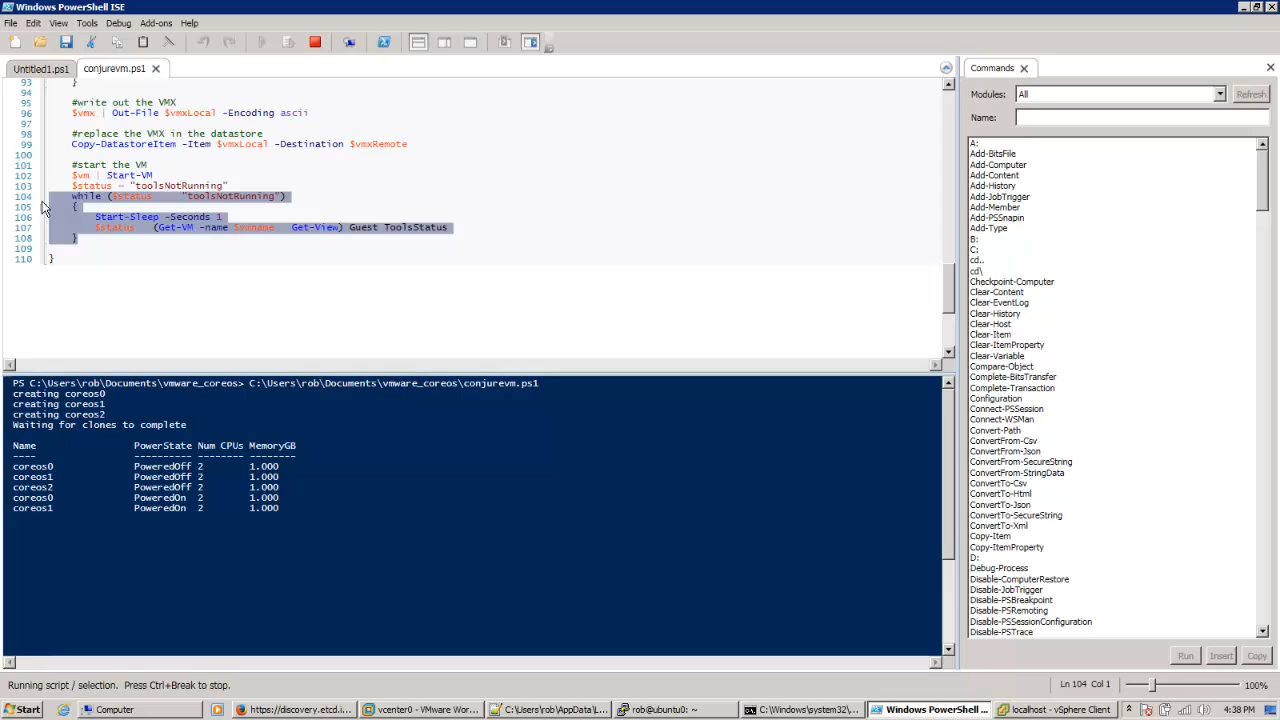 Windows PowerShell ISE
File Edit View Tools Debug Add-ons Help
Untitled1.ps1 conjurevm.ps1
93 }
94
95 #write out the VMX
96 $vmx | Out-File $vmxLocal -Encoding ascii
97
98 #replace the VMX in the datastore
99 Copy-DatastoreItem -Item $vmxLocal -Destination $vmxRemote
100
101 #start the VM
102 $vm | Start-VM
103 $status = "toolsNotRunning"
104 while ($status "toolsNotRunning")
105 {
106 Start-Sleep -Seconds 1
107 $status (Get-VM -name $vmname Get-View) Guest ToolsStatus
108 }
109
110 }
PS C:\Users\rob\Documents\vmware_coreos> C:\Users\rob\Documents\vmware_coreos\conjurevm.ps1
creating coreos0
creating coreos1
creating coreos2
Waiting for clones to complete
Name PowerState Num CPUs MemoryGB
---- ---------- -------- --------
coreos0 PoweredOff 2 1.000
coreos1 PoweredOff 2 1.000
coreos2 PoweredOff 2 1.000
coreos0 PoweredOn 2 1.000
coreos1 PoweredOn 2 1.000
Commands
Modules: All Refresh
Name:
A:
Add-BitsFile
Add-Computer
Add-Content
Add-History
Add-JobTrigger
Add-Member
Add-PSSnapin
Add-Type
B:
C:
cd..
cd\
Checkpoint-Computer
Clear-Content
Clear-EventLog
Clear-History
Clear-Host
Clear-Item
Clear-ItemProperty
Clear-Variable
Compare-Object
Complete-BitsTransfer
Complete-Transaction
Configuration
Connect-PSSession
Connect-WSMan
Convert-Path
ConvertFrom-Csv
ConvertFrom-Json
ConvertFrom-SecureString
ConvertFrom-StringData
ConvertTo-Csv
ConvertTo-Html
ConvertTo-Json
ConvertTo-SecureString
ConvertTo-Xml
Copy-Item
Copy-ItemProperty
D:
Debug-Process
Disable-ComputerRestore
Disable-JobTrigger
Disable-PSBreakpoint
Disable-PSRemoting
Disable-PSSessionConfiguration
Disable-PSTrace
Run Insert Copy
Running script / selection. Press Ctrl+Break to stop. Ln 104 Col 1 100%
Start Computer https://discovery.etcd.i... vcenter0 - VMware Wor... C:\Users\rob\AppData\L... rob@ubuntu0: ~ C:\Windows\system32\... Windows PowerShell ... localhost - vSphere Client 4:38 PM